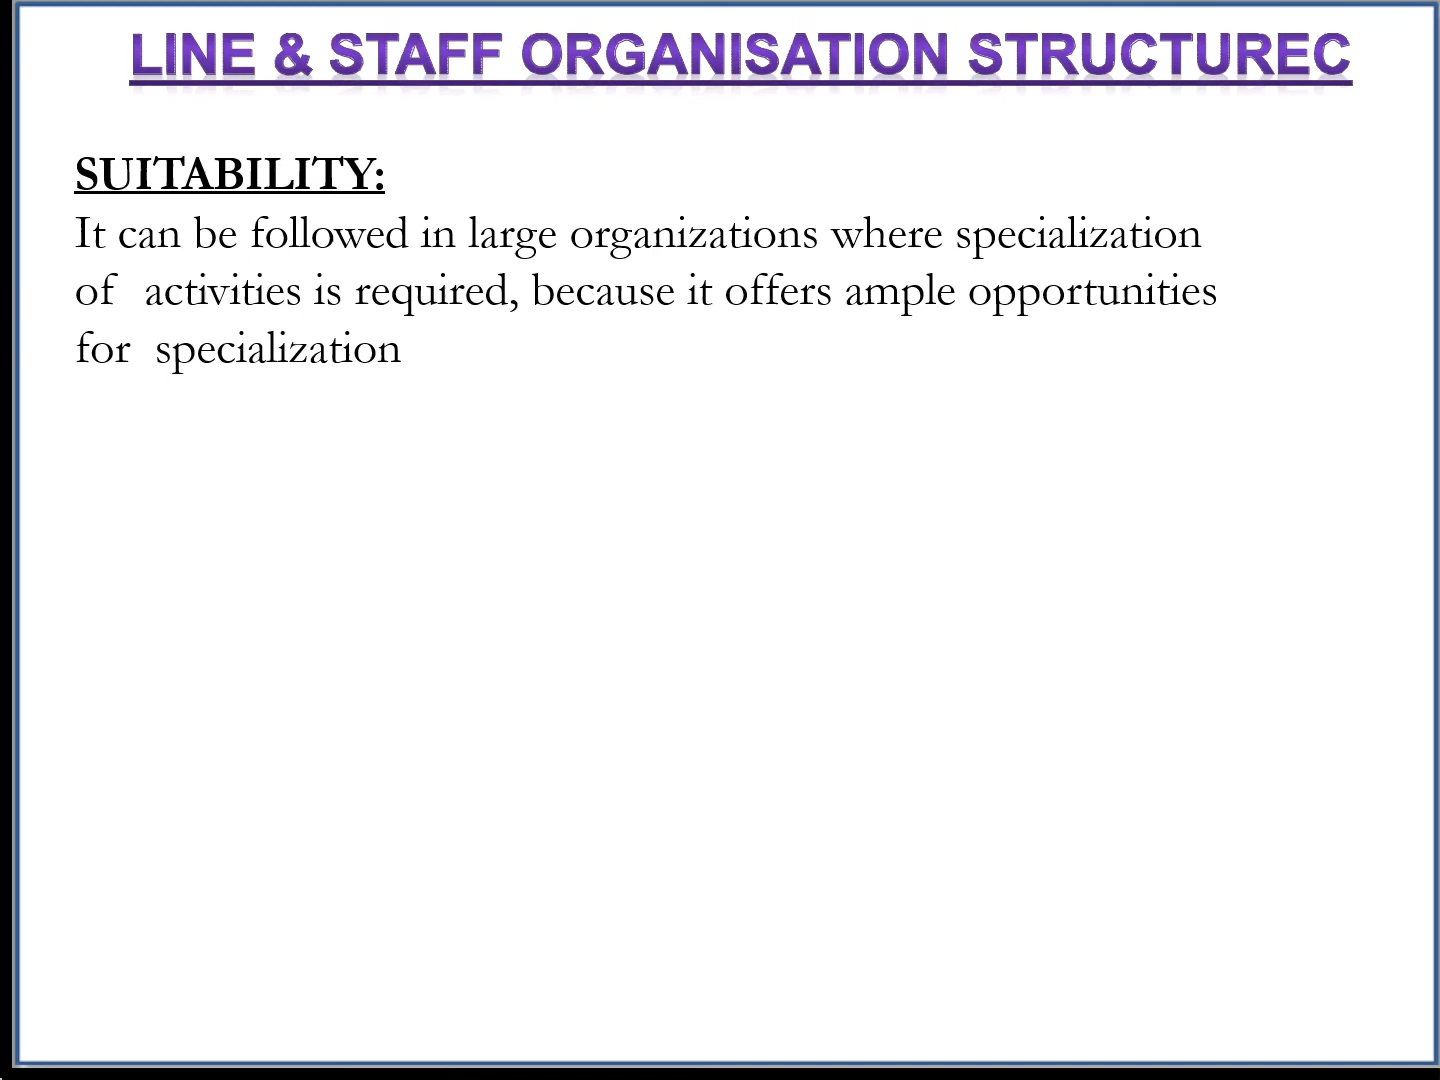 LINE & STAFF ORGANISATION STRUCTUREC
SUITABILITY:
It can be followed in large organizations where specialization
of activities is required, because it offers ample opportunities
for specialization